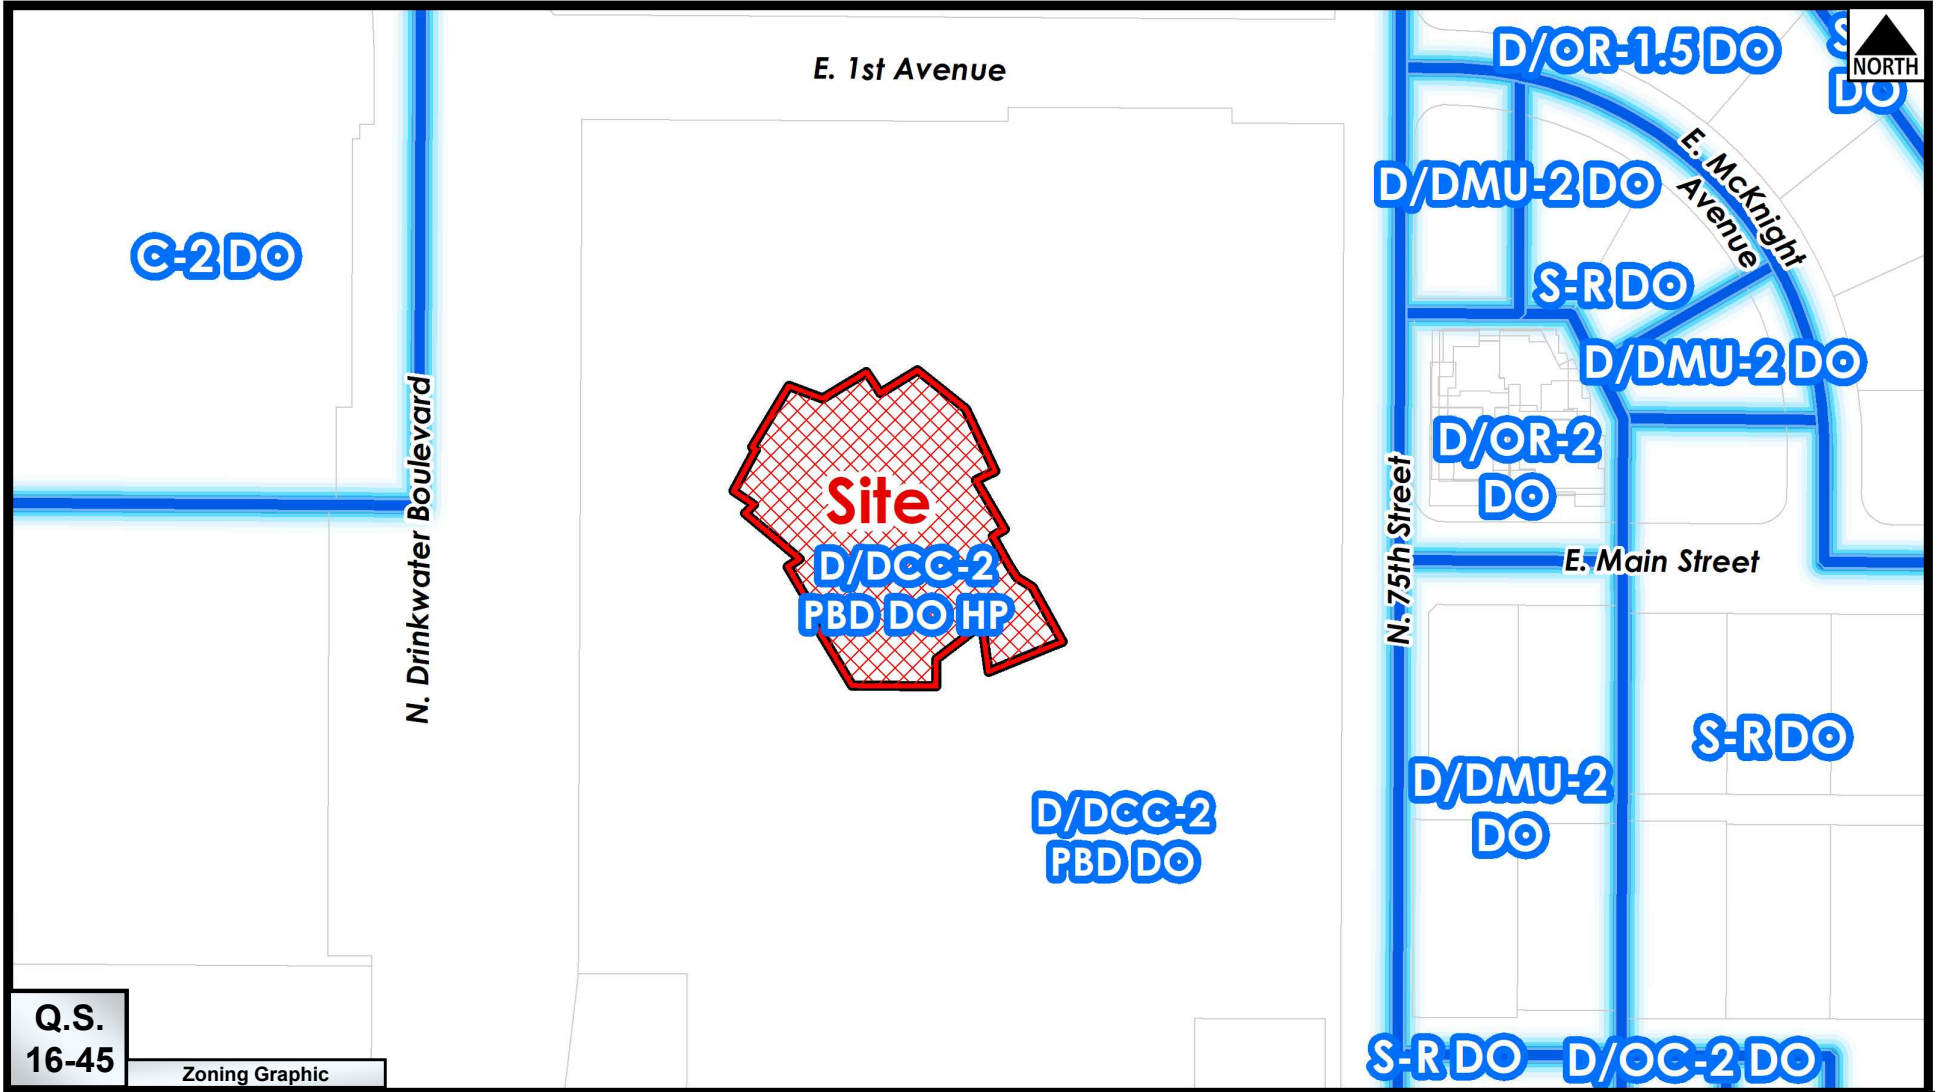 E. 1st Avenue
D/OR-1.5 DO
S
DO
NORTH
C-2 DO
D/DMU-2 DO
E. McKnight
Avenue
S-R DO
D/DMU-2 DO
N. Drinkwater Boulevard
Site
D/DCC-2
PBD DO HP
D/OR-2
DO
N. 75th Street
E. Main Street
S-R DO
D/DMU-2
DO
D/DCC-2
PBD DO
Q.S.
16-45
Zoning Graphic
S-R DO
D/OC-2 DO